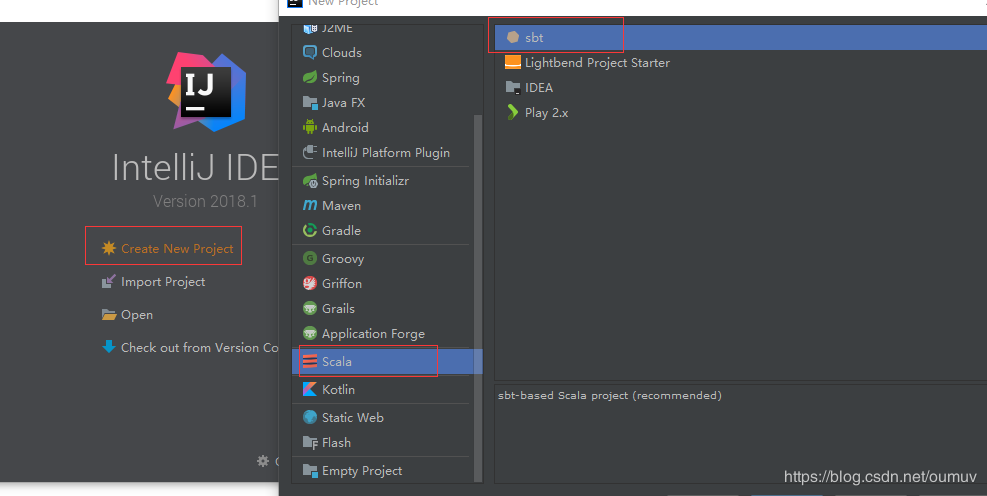 New Project
IJ
IntelliJ IDE
Version 2018.1
Create New Project
Import Project
Open
Check out from Version Co
J2ME
Clouds
Spring
Java FX
Android
IntelliJ Platform Plugin
Spring Initializr
Maven
Gradle
Groovy
Griffon
Grails
Application Forge
Scala
Kotlin
Static Web
Flash
Empty Project
sbt
Lightbend Project Starter
IDEA
Play 2.x
sbt-based Scala project (recommended)
https://blog.csdn.net/oumuv